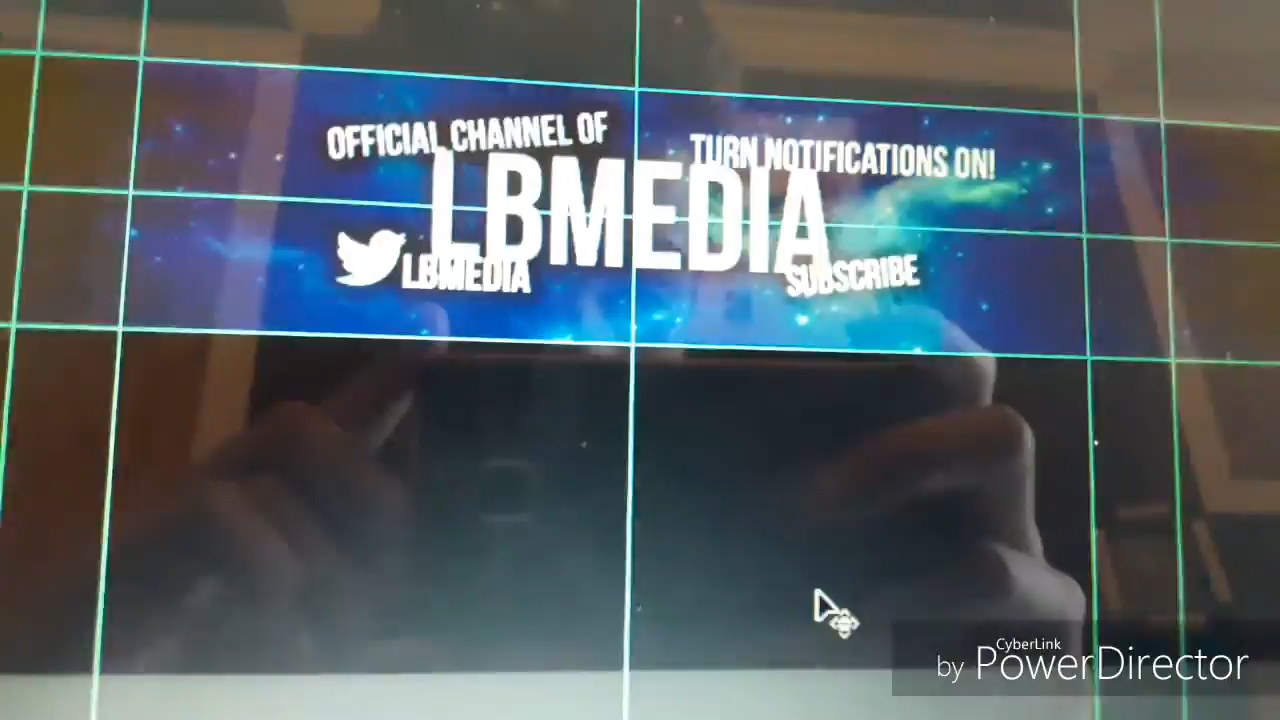 OFFICIAL CHANNEL OF
TURN NOTIFICATIONS ON!
LBMEDIA
LBMEDIA
SUBSCRIBE
CyberLink
by PowerDirector